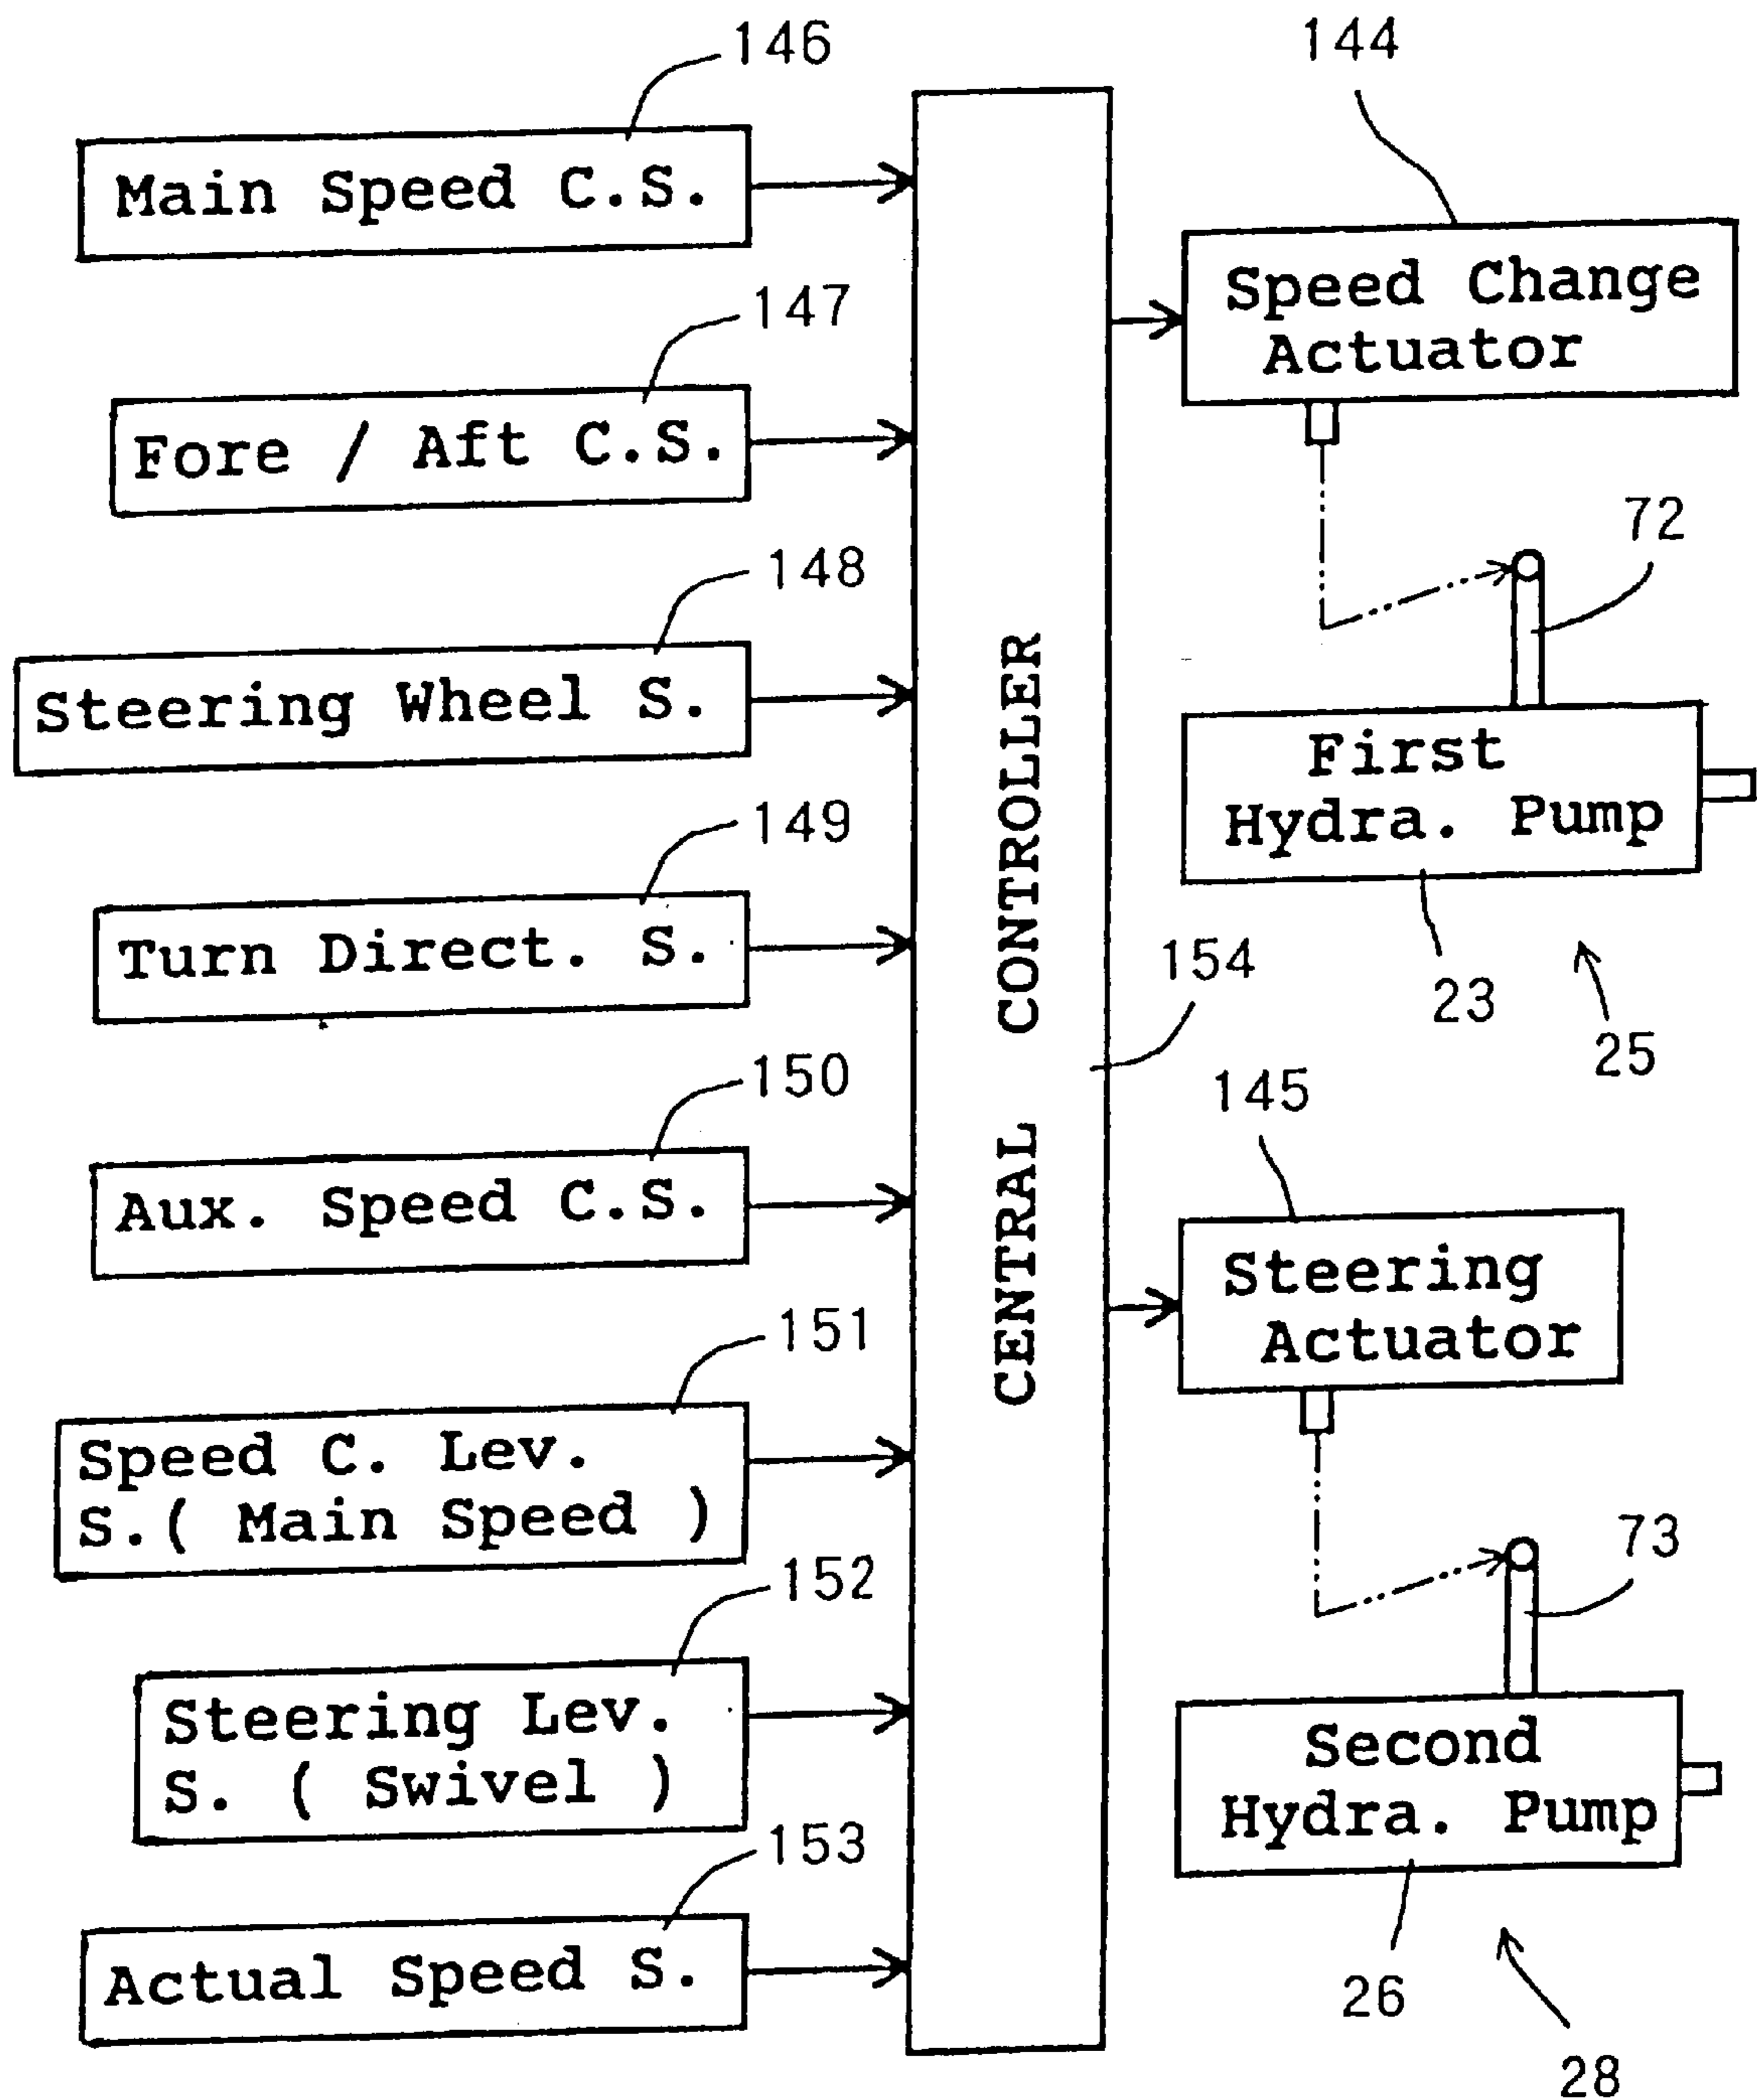 146
Main Speed C.S.
147
Fore / Aft C.S.
148
Steering Wheel S.
149
Turn Direct. S.
150
Aux. Speed C.S.
151
Speed C. Lev.
S.( Main Speed )
152
Steering Lev.
S. ( Swivel )
153
Actual Speed S.
CENTRAL CONTROLLER
154
144
Speed Change
Actuator
72
First
Hydra. Pump
23
25
145
Steering
Actuator
73
Second
Hydra. Pump
26
28